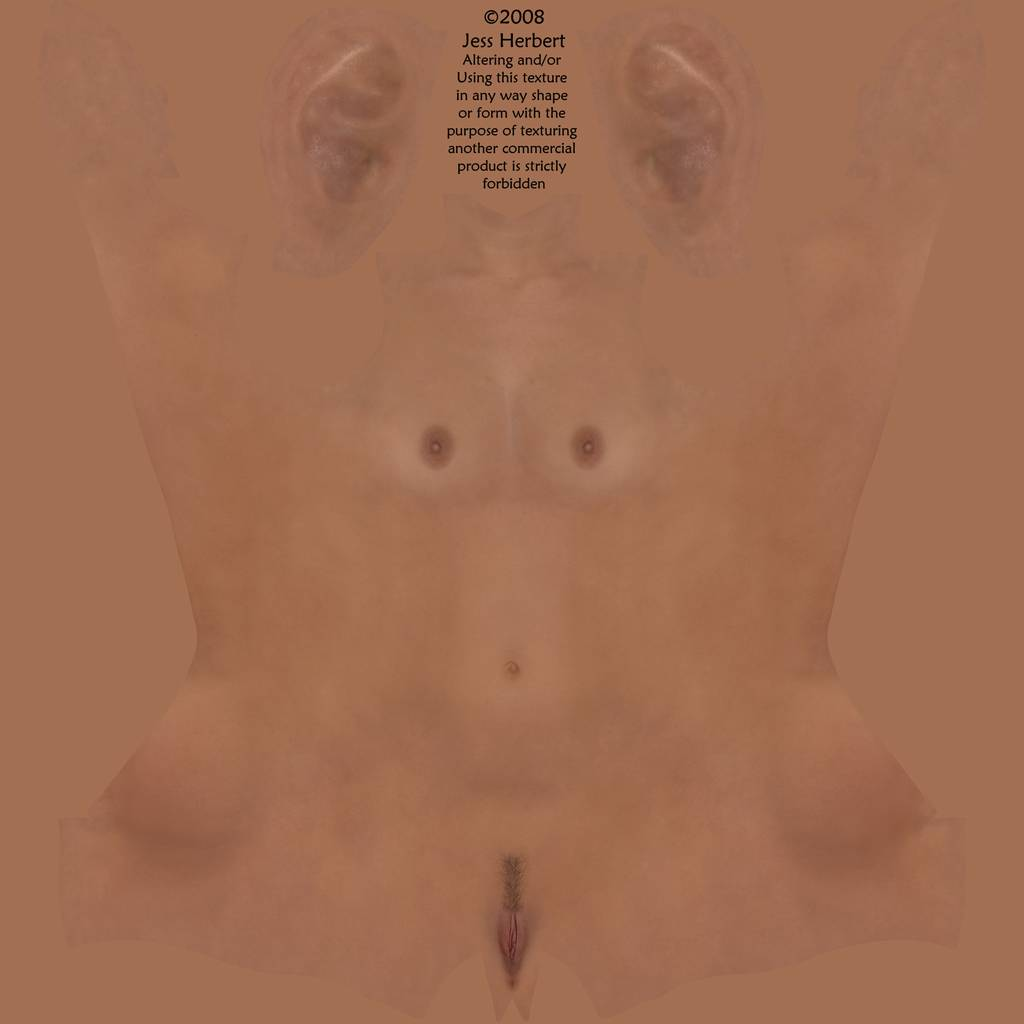 ©2008
Jess Herbert
Altering and/or
Using this texture
in any way shape
or form with the
purpose of texturing
another commercial
product is strictly
forbidden